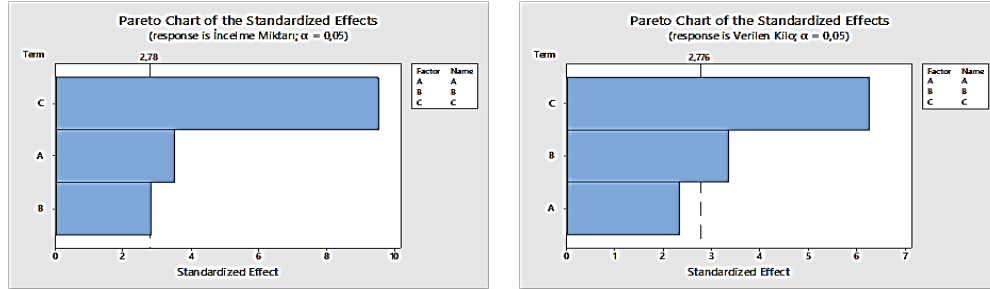 Pareto Chart of the Standardized Effects
(response is İncelme Miktarı; α = 0,05)
Term
2,78
Factor Name
A A
B B
C C
C
A
B
0 2 4 6 8 10
Standardized Effect
Pareto Chart of the Standardized Effects
(response is Verilen Kilo; α = 0,05)
Term
2,776
Factor Name
A A
B B
C C
C
B
A
0 1 2 3 4 5 6 7
Standardized Effect